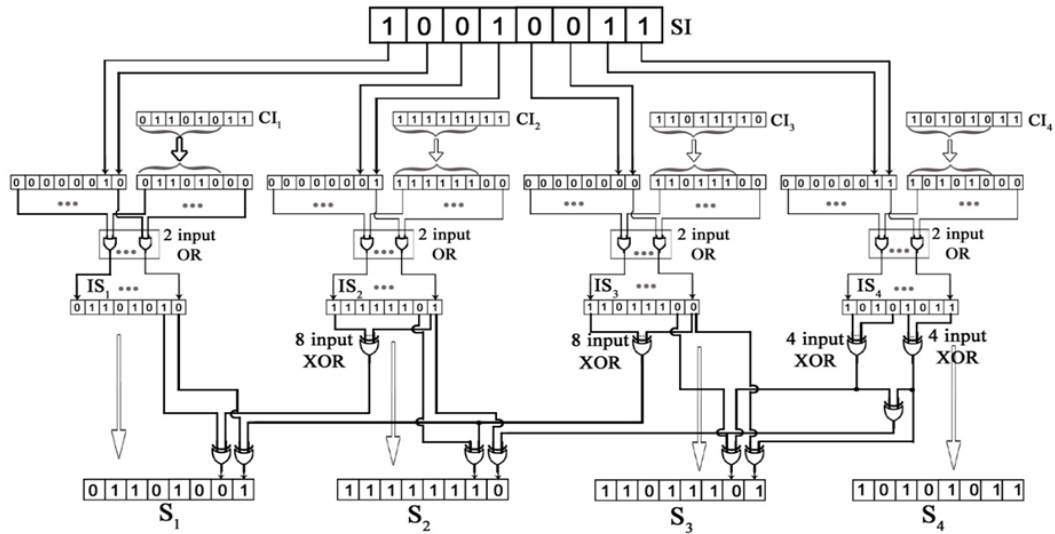 1 0 0 1 0 0 1 1 SI
0 1 1 0 1 0 1 1 CI₁ 1 1 1 1 1 1 1 1 CI₂ 1 1 0 1 1 1 1 0 CI₃ 1 0 1 0 1 0 1 1 CI₄
0 0 0 0 0 0 1 0 0 1 1 0 1 0 0 0 0 0 0 0 0 0 0 1 1 1 1 1 1 1 0 0 0 0 0 0 0 0 0 0 1 1 0 1 1 1 0 0 0 0 0 0 0 0 1 1 1 0 1 0 1 0 0 0
... ... ... ... ... ... ... ...
... 2 input OR ... 2 input OR ... 2 input OR ... 2 input OR
IS₁ ... IS₂ ... IS₃ ... IS₄ ...
0 1 1 0 1 0 1 0 1 1 1 1 1 1 0 1 1 1 0 1 1 1 0 0 1 0 1 0 1 0 1 1
8 input XOR 8 input XOR 4 input XOR 4 input XOR
0 1 1 0 1 0 0 1 1 1 1 1 1 1 1 0 1 1 0 1 1 1 0 1 1 0 1 0 1 0 1 1
S₁ S₂ S₃ S₄